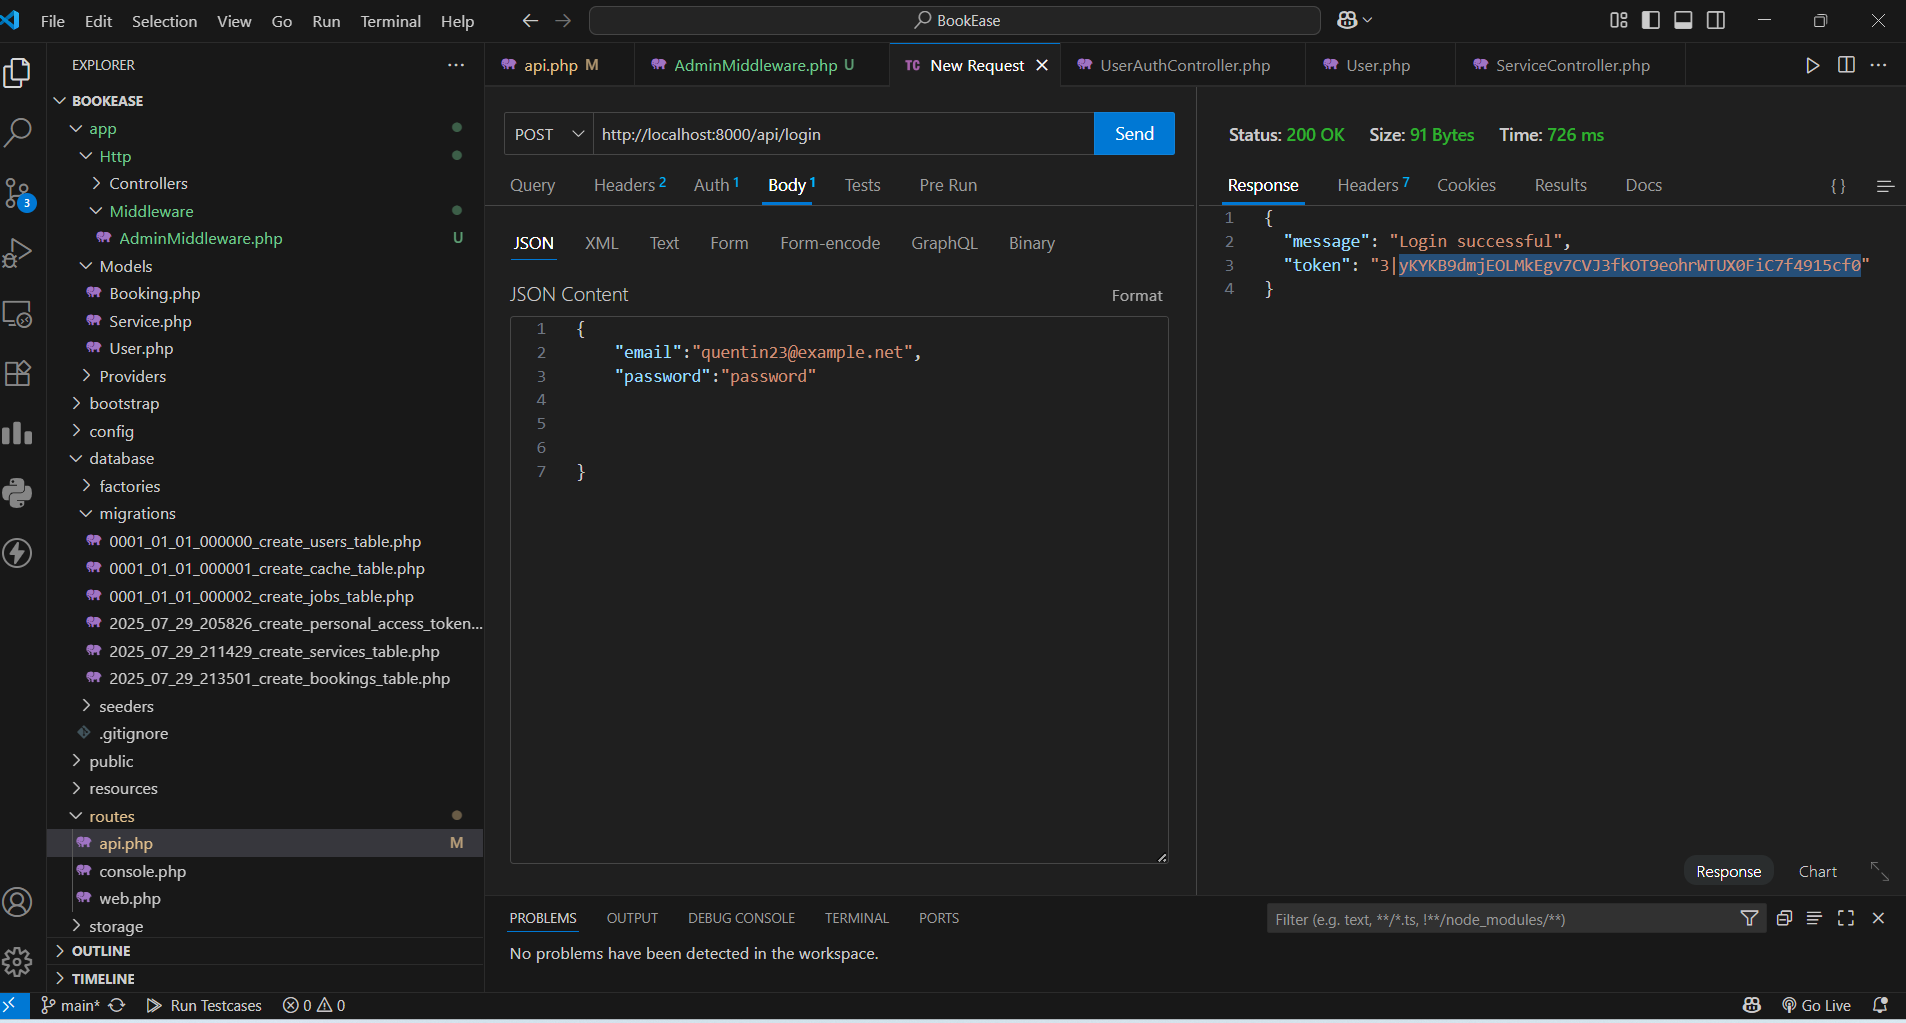 File Edit Selection View Go Run Terminal Help
BookEase
EXPLORER
BOOKEASE
app
Http
Controllers
Middleware
AdminMiddleware.php U
Models
Booking.php
Service.php
User.php
Providers
bootstrap
config
database
factories
migrations
0001_01_01_000000_create_users_table.php
0001_01_01_000001_create_cache_table.php
0001_01_01_000002_create_jobs_table.php
2025_07_29_205826_create_personal_access_token...
2025_07_29_211429_create_services_table.php
2025_07_29_213501_create_bookings_table.php
seeders
.gitignore
public
resources
routes
api.php M
console.php
web.php
storage
OUTLINE
TIMELINE
3
api.php M
AdminMiddleware.php U
TC New Request
UserAuthController.php
User.php
ServiceController.php
POST http://localhost:8000/api/login Send
Query Headers 2 Auth 1 Body 1 Tests Pre Run
JSON XML Text Form Form-encode GraphQL Binary
JSON Content Format
1 {
2 "email":"quentin23@example.net",
3 "password":"password"
4
5
6
7 }
Status: 200 OK Size: 91 Bytes Time: 726 ms
Response Headers 7 Cookies Results Docs { }
1 {
2 "message": "Login successful",
3 "token": "3|yKYKB9dmjEOLMkEgv7CVJ3fkOT9eohrWTUX0FiC7f4915cf0"
4 }
Response Chart
PROBLEMS OUTPUT DEBUG CONSOLE TERMINAL PORTS
Filter (e.g. text, **/*.ts, !**/node_modules/**)
No problems have been detected in the workspace.
main* Run Testcases 0 0 Go Live